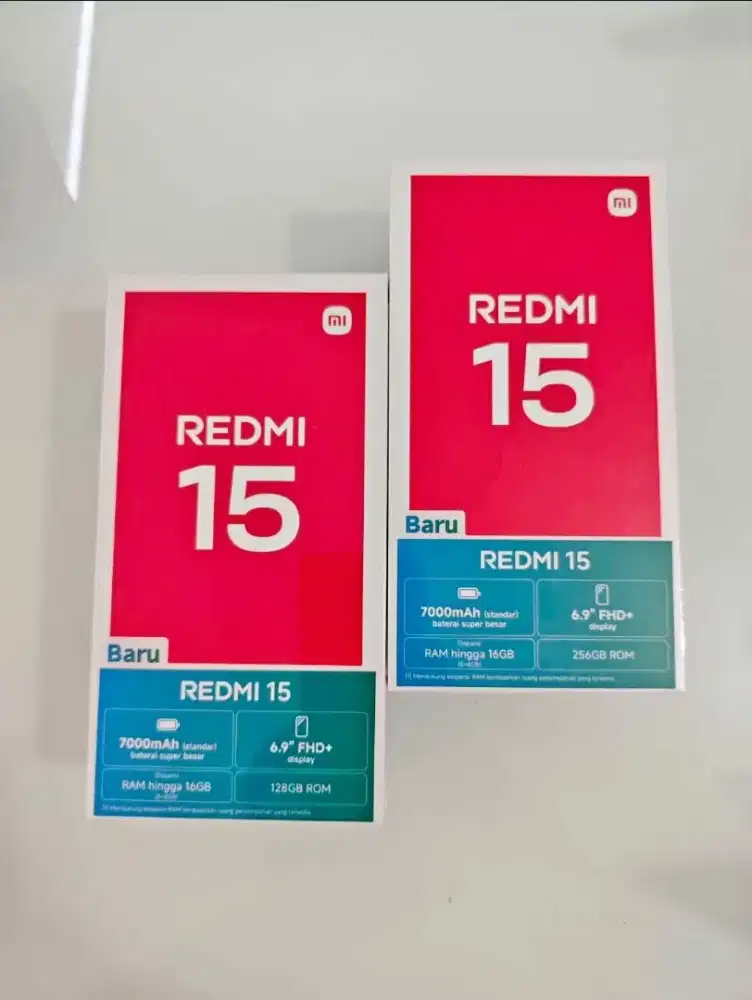 mi
REDMI
15
Baru
REDMI 15
7000mAh (standar)
baterai super besar
6.9" FHD+
display
RAM hingga 16GB
128GB ROM
mi
REDMI
15
Baru
REDMI 15
7000mAh (standar)
baterai super besar
6.9" FHD+
display
RAM hingga 16GB
256GB ROM